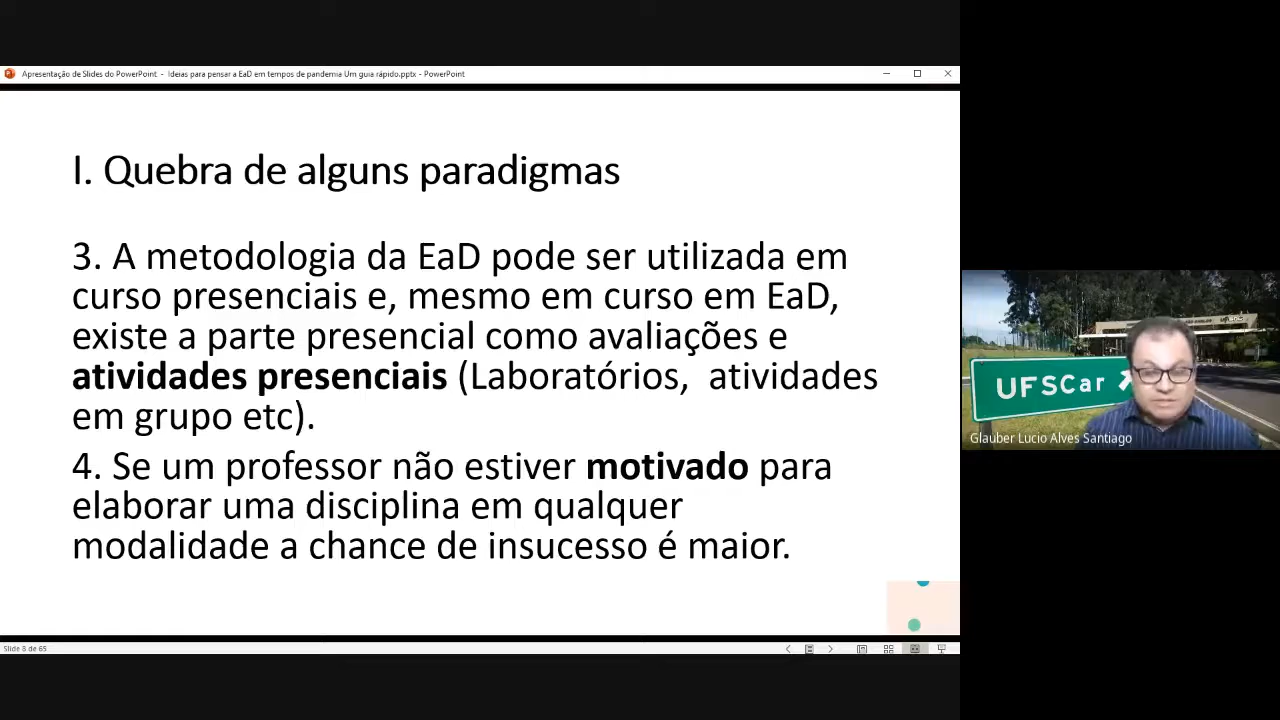 Apresentação de Slides do PowerPoint - Ideias para pensar a EaD em tempos de pandemia Um guia rápido.pptx - PowerPoint
I. Quebra de alguns paradigmas
3. A metodologia da EaD pode ser utilizada em
curso presenciais e, mesmo em curso em EaD,
existe a parte presencial como avaliações e
atividades presenciais (Laboratórios, atividades
em grupo etc).
4. Se um professor não estiver motivado para
elaborar uma disciplina em qualquer
modalidade a chance de insucesso é maior.
Slide 8 de 65
UFSCar
Glauber Lucio Alves Santiago